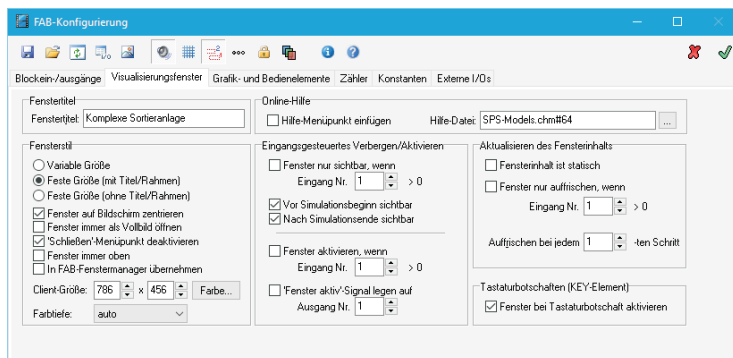 FAB-Konfigurierung
Blockein-/ausgänge Visualisierungsfenster Grafik- und Bedienelemente Zähler Konstanten Externe I/Os
Fenstertitel
Fenstertitel: Komplexe Sortieranlage
Online-Hilfe
Hilfe-Menüpunkt einfügen Hilfe-Datei: SPS-Models.chm#64 ...
Fensterstil
Variable Größe
Feste Größe (mit Titel/Rahmen)
Feste Größe (ohne Titel/Rahmen)
Fenster auf Bildschirm zentrieren
Fenster immer als Vollbild öffnen
'Schließen'-Menüpunkt deaktivieren
Fenster immer oben
In FAB-Fenstermanager übernehmen
Client-Größe: 786 x 456 Farbe...
Farbtiefe: auto
Eingangsgesteuertes Verbergen/Aktivieren
Fenster nur sichtbar, wenn
Eingang Nr. 1 > 0
Vor Simulationsbeginn sichtbar
Nach Simulationsende sichtbar
Fenster aktivieren, wenn
Eingang Nr. 1 > 0
'Fenster aktiv'-Signal legen auf
Ausgang Nr. 1
Aktualisieren des Fensterinhalts
Fensterinhalt ist statisch
Fenster nur auffrischen, wenn
Eingang Nr. 1 > 0
Auffrischen bei jedem 1 -ten Schritt
Tastaturbotschaften (KEY-Element)
Fenster bei Tastaturbotschaft aktivieren